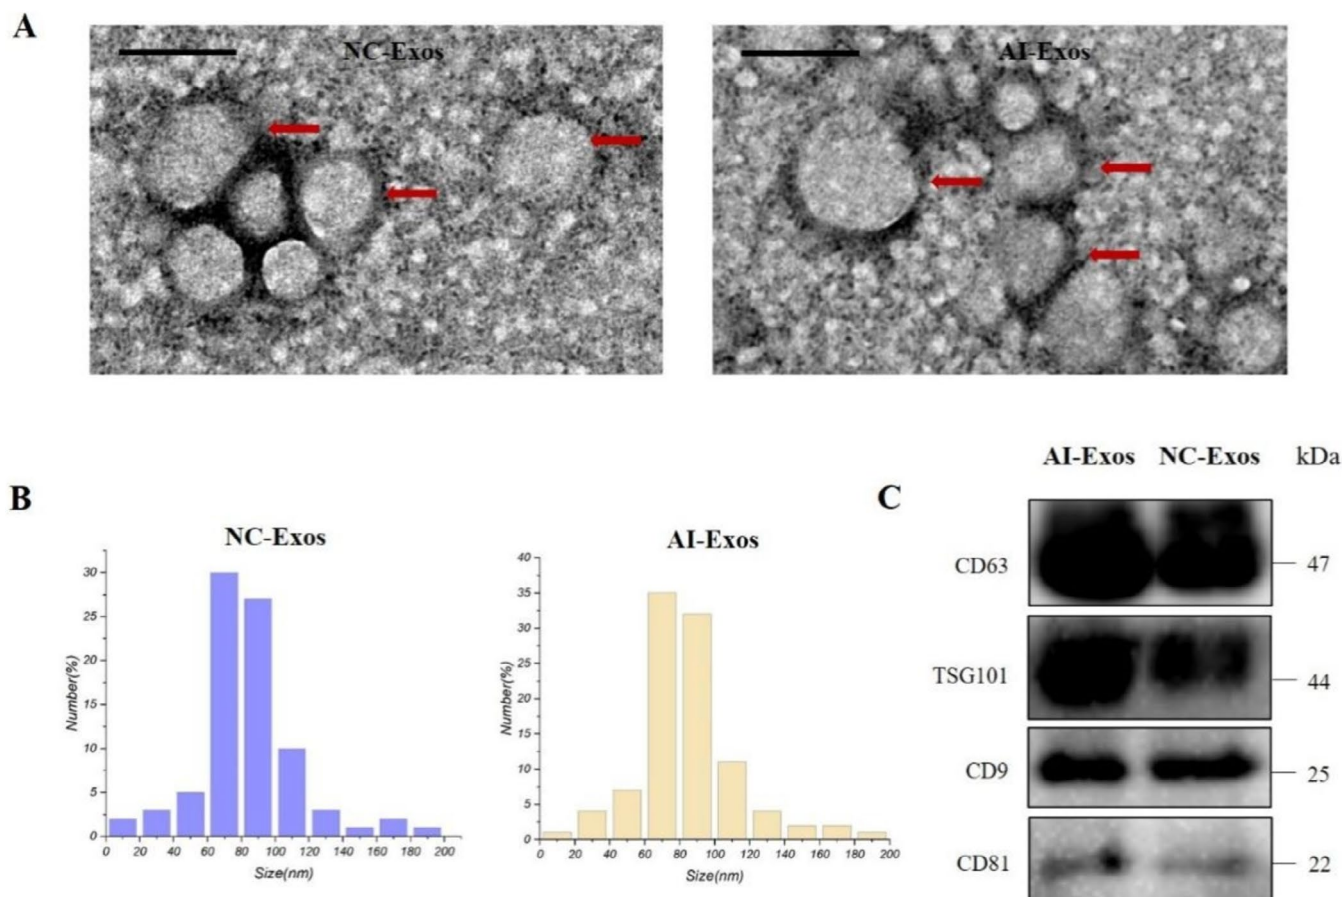 A
NC-Exos
AI-Exos
B
NC-Exos
Number(%)
30
25
20
15
10
5
0
0 20 40 60 80 100 120 140 160 180 200
Size(nm)
AI-Exos
Number(%)
40
35
30
25
20
15
10
5
0
0 20 40 60 80 100 120 140 160 180 200
Size(nm)
C
AI-Exos NC-Exos kDa
CD63 47
TSG101 44
CD9 25
CD81 22